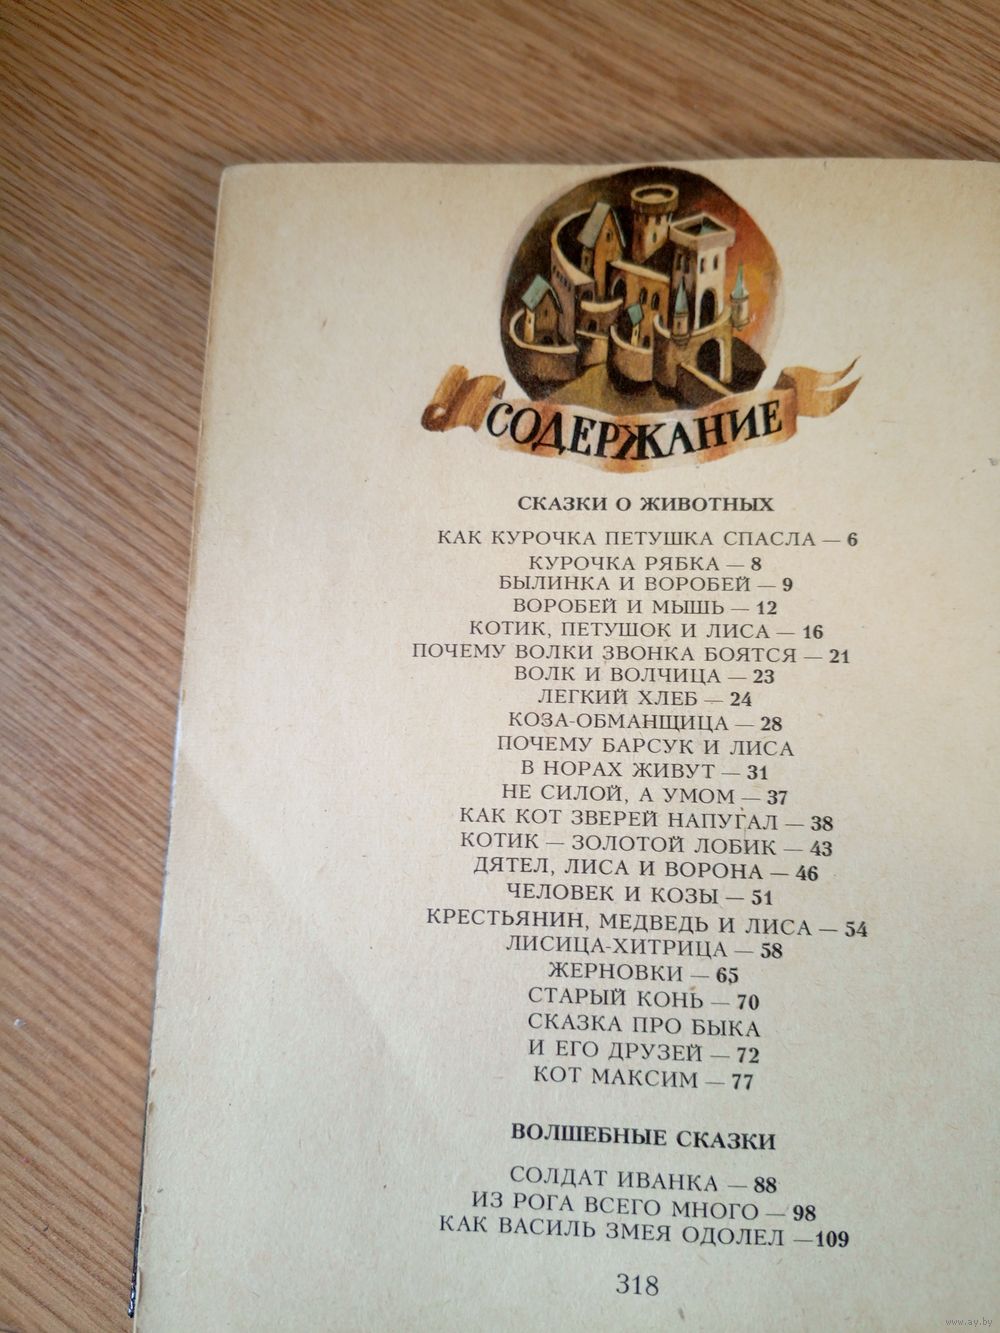 СОДЕРЖАНИЕ
СКАЗКИ О ЖИВОТНЫХ
КАК КУРОЧКА ПЕТУШКА СПАСЛА — 6
КУРОЧКА РЯБКА — 8
БЫЛИНКА И ВОРОБЕЙ — 9
ВОРОБЕЙ И МЫШЬ — 12
КОТИК, ПЕТУШОК И ЛИСА — 16
ПОЧЕМУ ВОЛКИ ЗВОНКА БОЯТСЯ — 21
ВОЛК И ВОЛЧИЦА — 23
ЛЕГКИЙ ХЛЕБ — 24
КОЗА-ОБМАНЩИЦА — 28
ПОЧЕМУ БАРСУК И ЛИСА
В НОРАХ ЖИВУТ — 31
НЕ СИЛОЙ, А УМОМ — 37
КАК КОТ ЗВЕРЕЙ НАПУГАЛ — 38
КОТИК — ЗОЛОТОЙ ЛОБИК — 43
ДЯТЕЛ, ЛИСА И ВОРОНА — 46
ЧЕЛОВЕК И КОЗЫ — 51
КРЕСТЬЯНИН, МЕДВЕДЬ И ЛИСА — 54
ЛИСИЦА-ХИТРИЦА — 58
ЖЕРНОВКИ — 65
СТАРЫЙ КОНЬ — 70
СКАЗКА ПРО БЫКА
И ЕГО ДРУЗЕЙ — 72
КОТ МАКСИМ — 77
ВОЛШЕБНЫЕ СКАЗКИ
СОЛДАТ ИВАНКА — 88
ИЗ РОГА ВСЕГО МНОГО — 98
КАК ВАСИЛЬ ЗМЕЯ ОДОЛЕЛ — 109
318
www.ay.by